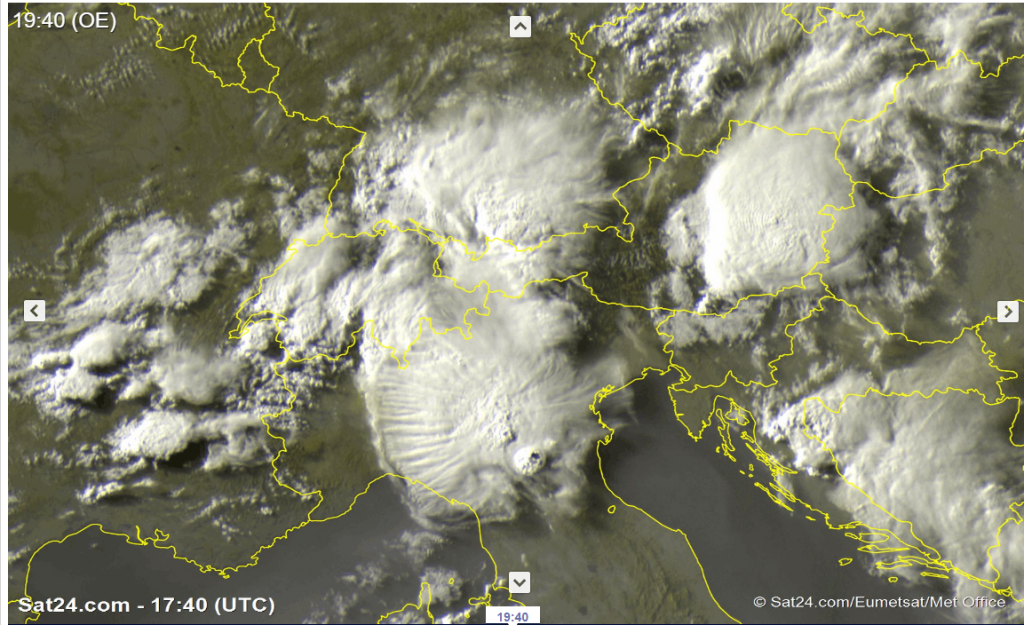 19:40 (OE)
Sat24.com - 17:40 (UTC)
© Sat24.com/Eumetsat/Met Office
19:40